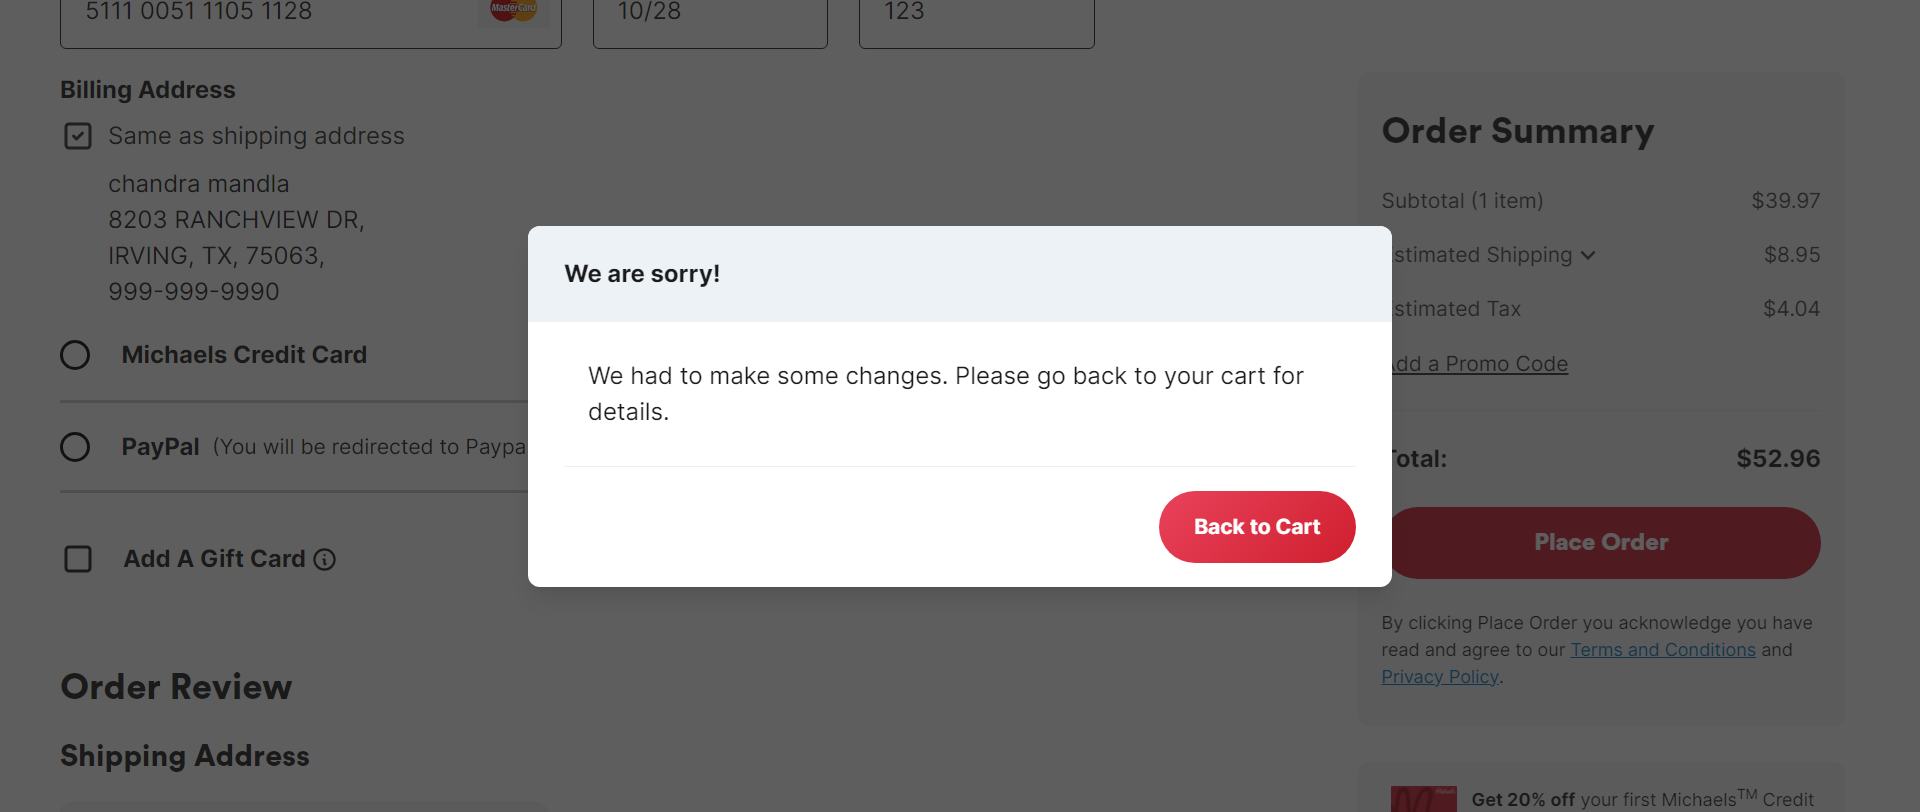 5111 0051 1105 1128
MasterCard
10/28
123
Billing Address
Same as shipping address
chandra mandla
8203 RANCHVIEW DR,
IRVING, TX, 75063,
999-999-9990
Michaels Credit Card
PayPal (You will be redirected to Paypa
Add A Gift Card
Order Review
Shipping Address
We are sorry!
We had to make some changes. Please go back to your cart for
details.
Back to Cart
Order Summary
Subtotal (1 item) $39.97
stimated Shipping $8.95
stimated Tax $4.04
dd a Promo Code
otal: $52.96
Place Order
By clicking Place Order you acknowledge you have
read and agree to our Terms and Conditions and
Privacy Policy.
Get 20% off your first Michaels™ Credit